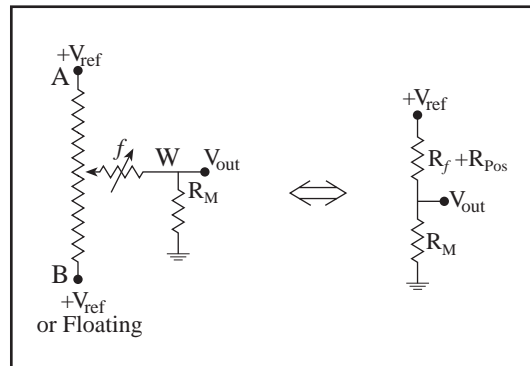 +Vref
A
f
W
Vout
RM
B
+Vref
or Floating
+Vref
Rf +RPos
Vout
RM